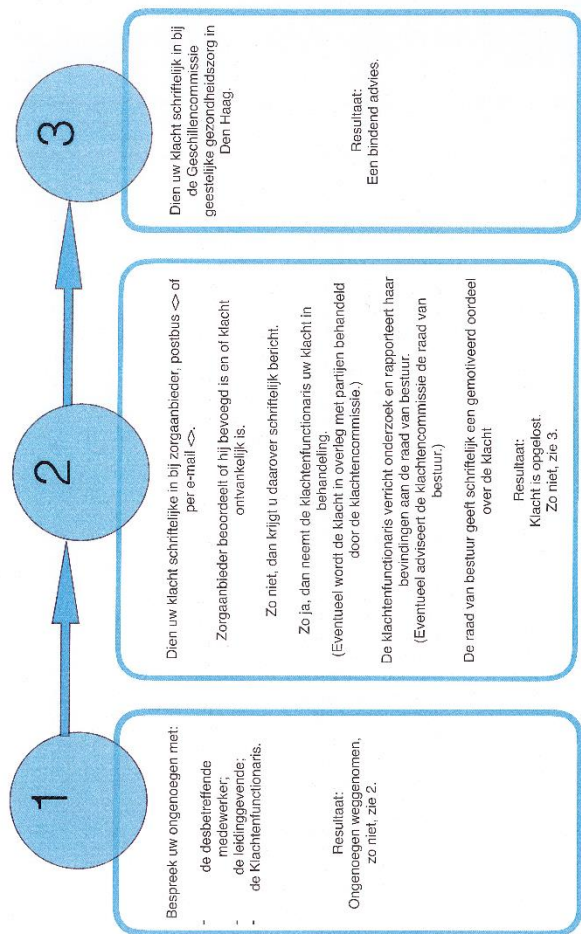 1
Bespreek uw ongenoegen met:
- de desbetreffende
medewerker;
- de leidinggevende;
- de Klachtenfunctionaris.
Resultaat:
Ongenoegen weggenomen,
zo niet, zie 2.
2
Dien uw klacht schriftelijke in bij zorgaanbieder, postbus <> of
per e-mail <>.
Zorgaanbieder beoordeelt of hij bevoegd is en of klacht
ontvankelijk is.
Zo niet, dan krijgt u daarover schriftelijk bericht.
Zo ja, dan neemt de klachtenfunctionaris uw klacht in
behandeling.
(Eventueel wordt de klacht in overleg met partijen behandeld
door de klachtencommissie.)
De klachtenfunctionaris verricht onderzoek en rapporteert haar
bevindingen aan de raad van bestuur.
(Eventueel adviseert de klachtencommissie de raad van
bestuur.)
De raad van bestuur geeft schriftelijk een gemotiveerd oordeel
over de klacht
Resultaat:
Klacht is opgelost.
Zo niet, zie 3.
3
Dien uw klacht schriftelijk in bij
de Geschillencommissie
geestelijke gezondheidszorg in
Den Haag.
Resultaat:
Een bindend advies.